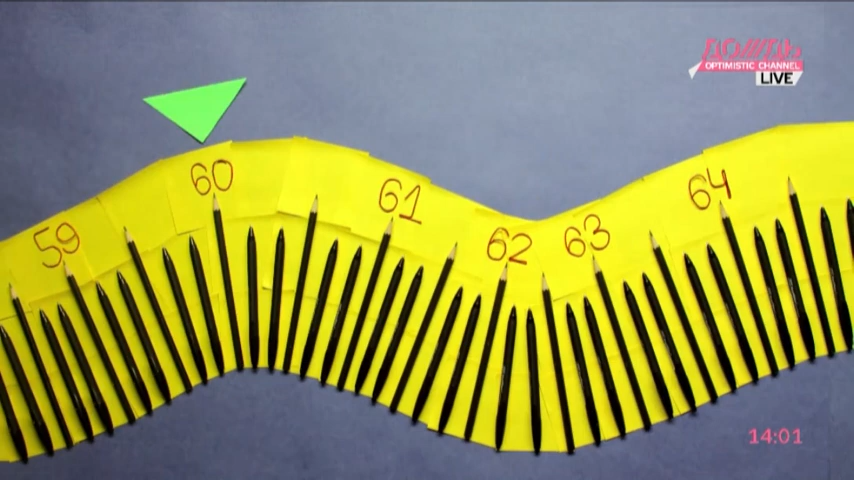 ДОЖДЬ
OPTIMISTIC CHANNEL
LIVE
59
60
61
62
63
64
14:01